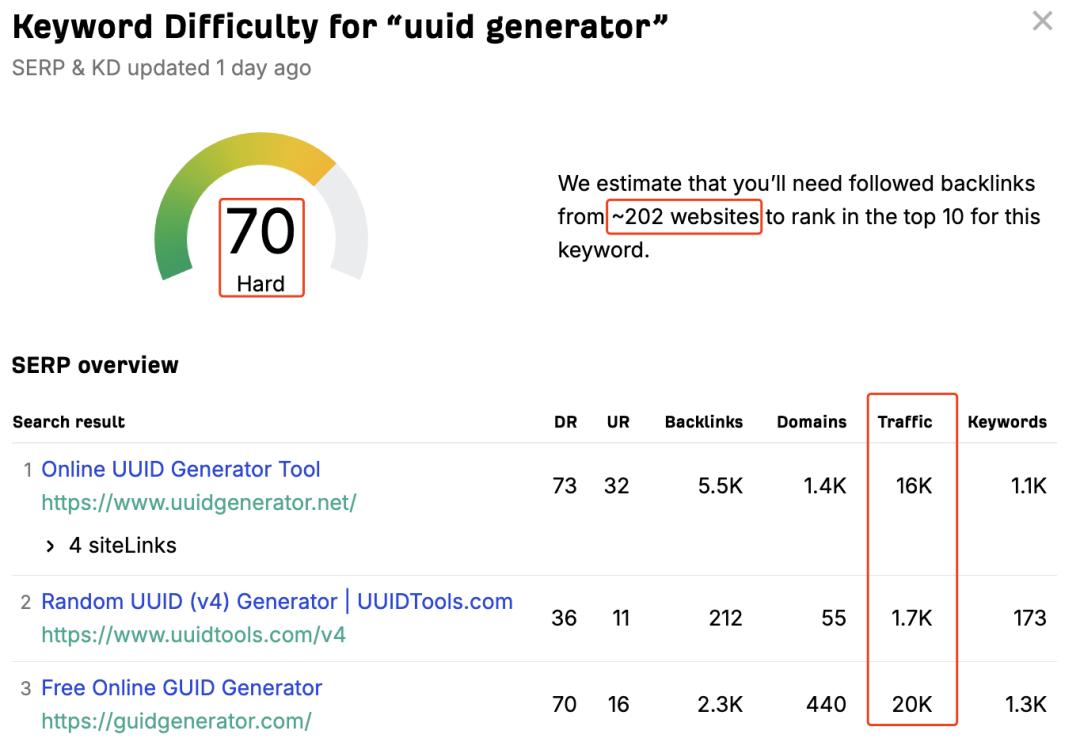 Keyword Difficulty for “uuid generator”
SERP & KD updated 1 day ago
70
Hard
We estimate that you’ll need followed backlinks
from ~202 websites to rank in the top 10 for this
keyword.
SERP overview
Search result DR UR Backlinks Domains Traffic Keywords
1 Online UUID Generator Tool 73 32 5.5K 1.4K 16K 1.1K
https://www.uuidgenerator.net/
4 siteLinks
2 Random UUID (v4) Generator | UUIDTools.com 36 11 212 55 1.7K 173
https://www.uuidtools.com/v4
3 Free Online GUID Generator 70 16 2.3K 440 20K 1.3K
https://guidgenerator.com/